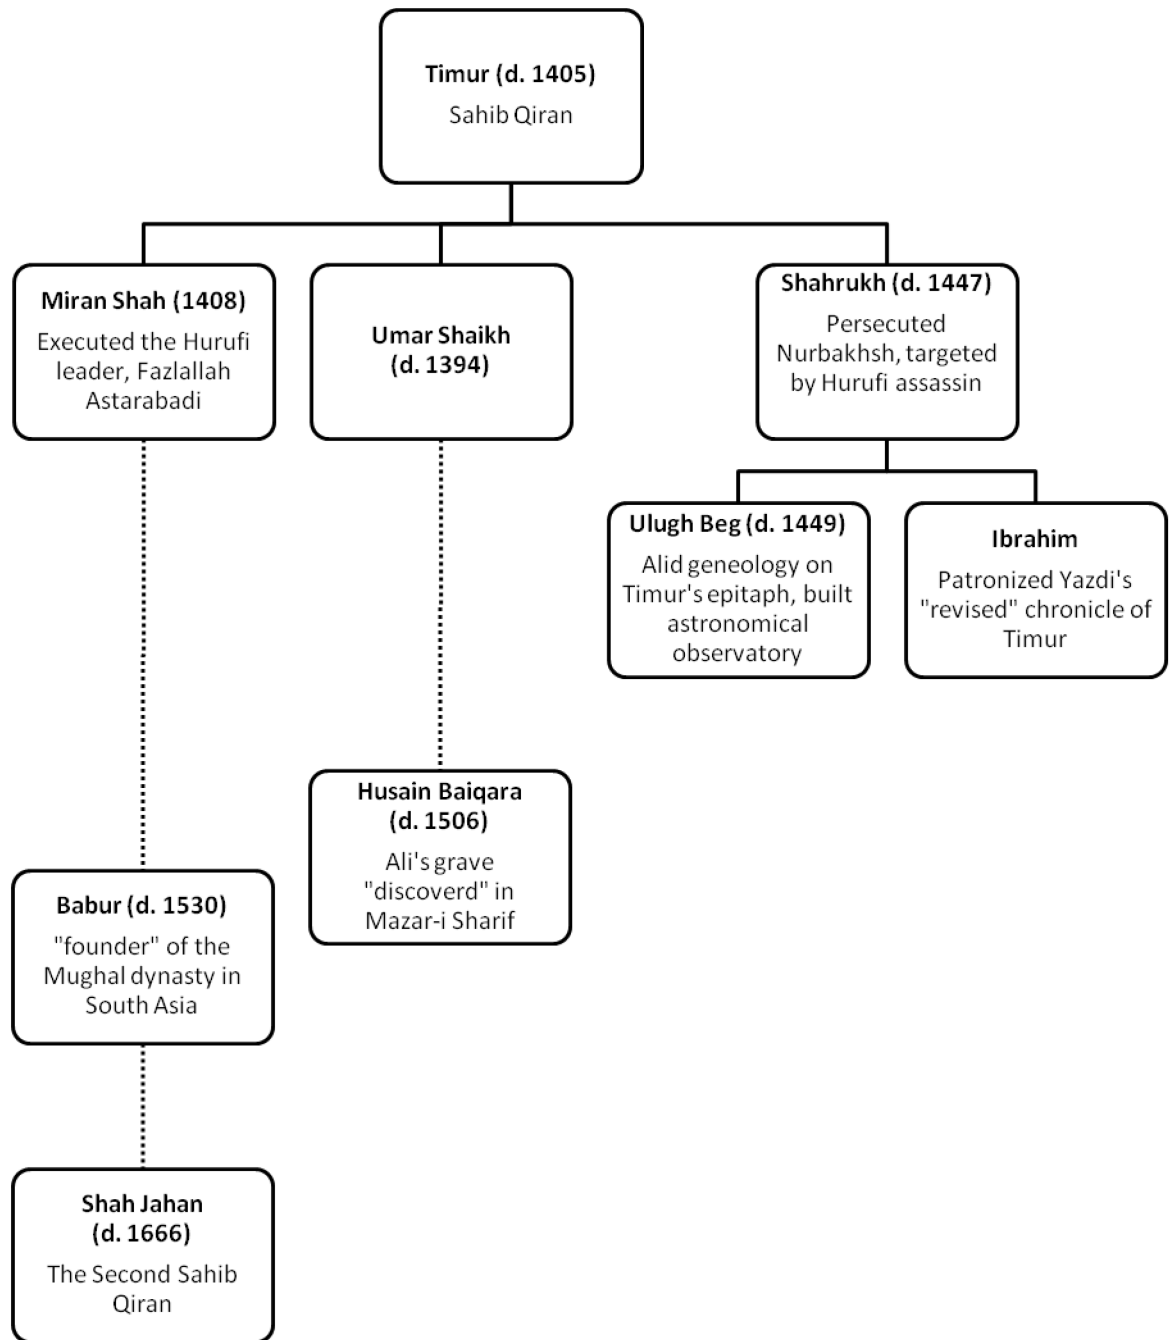 Timur (d. 1405)
Sahib Qiran
Miran Shah (1408)
Executed the Hurufi
leader, Fazlallah
Astarabadi
Umar Shaikh
(d. 1394)
Shahrukh (d. 1447)
Persecuted
Nurbakhsh, targeted
by Hurufi assassin
Ulugh Beg (d. 1449)
Alid geneology on
Timur's epitaph, built
astronomical
observatory
Ibrahim
Patronized Yazdi's
"revised" chronicle of
Timur
Husain Baiqara
(d. 1506)
Ali's grave
"discoverd" in
Mazar-i Sharif
Babur (d. 1530)
"founder" of the
Mughal dynasty in
South Asia
Shah Jahan
(d. 1666)
The Second Sahib
Qiran